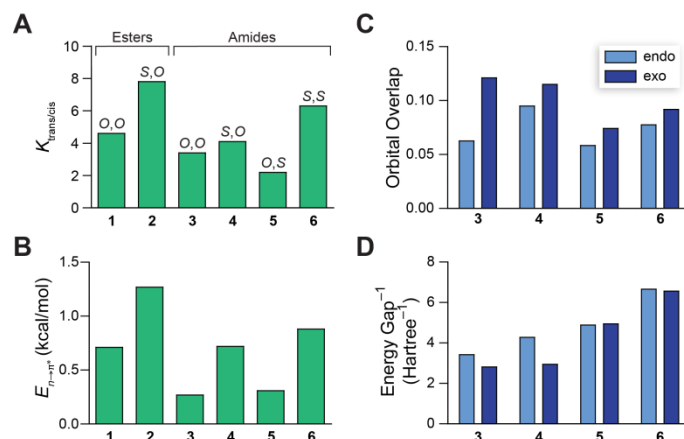 A
Esters
Amides
K trans/cis
10
8
6
4
2
0
O,O
S,O
O,O
S,O
O,S
S,S
1 2 3 4 5 6
B
E n→π* (kcal/mol)
1.5
1.0
0.5
0.0
1 2 3 4 5 6
C
endo
exo
Orbital Overlap
0.15
0.10
0.05
0.00
3 4 5 6
D
Energy Gap⁻¹
(Hartree⁻¹)
8
6
4
2
0
3 4 5 6